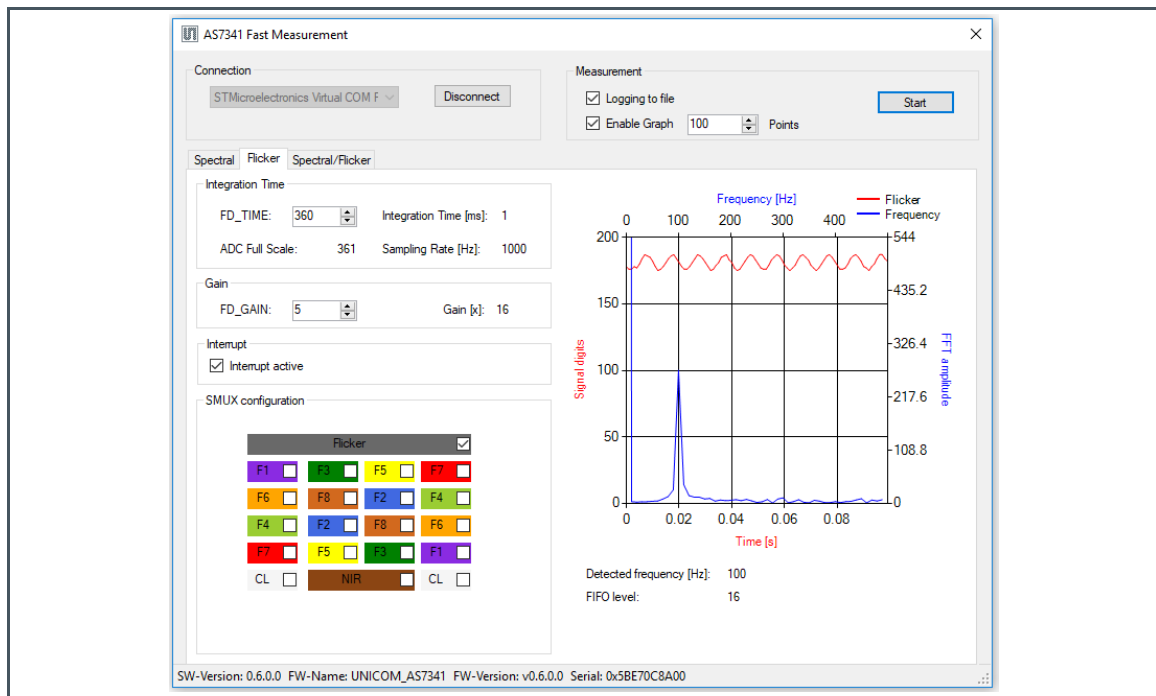 AS7341 Fast Measurement
Connection
STMicroelectronics Virtual COM F
Disconnect
Measurement
Logging to file
Enable Graph 100 Points
Start
Spectral Flicker Spectral/Flicker
Integration Time
FD_TIME: 360 Integration Time [ms]: 1
ADC Full Scale: 361 Sampling Rate [Hz]: 1000
Gain
FD_GAIN: 5 Gain [x]: 16
Interrupt
Interrupt active
SMUX configuration
Flicker
F1 F3 F5 F7
F6 F8 F2 F4
F4 F2 F8 F6
F7 F5 F3 F1
CL NIR CL
Frequency [Hz]
Flicker
Frequency
0 100 200 300 400
200 544
150 435.2
100 326.4
50 217.6
0 108.8
0
Signal digits
FFT amplitude
0 0.02 0.04 0.06 0.08
Time [s]
Detected frequency [Hz]: 100
FIFO level: 16
SW-Version: 0.6.0.0 FW-Name: UNICOM_AS7341 FW-Version: v0.6.0.0 Serial: 0x5BE70C8A00